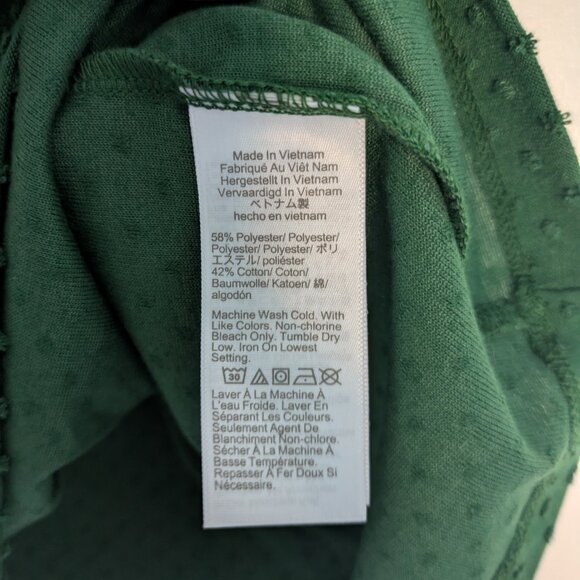 Made In Vietnam
Fabriqué Au Viêt Nam
Hergestellt In Vietnam
Vervaardigd In Vietnam
ベトナム製
hecho en vietnam
58% Polyester/ Polyester/
Polyester/ Polyester/ ポリ
エステル/ poliéster
42% Cotton/ Coton/
Baumwolle/ Katoen/ 綿/
algodón
Machine Wash Cold. With
Like Colors. Non-chlorine
Bleach Only. Tumble Dry
Low. Iron On Lowest
Setting.
30
Laver À La Machine À
L'eau Froide. Laver En
Séparant Les Couleurs.
Seulement Agent De
Blanchiment Non-chlore.
Sécher À La Machine À
Basse Température.
Repasser À Fer Doux Si
Nécessaire.